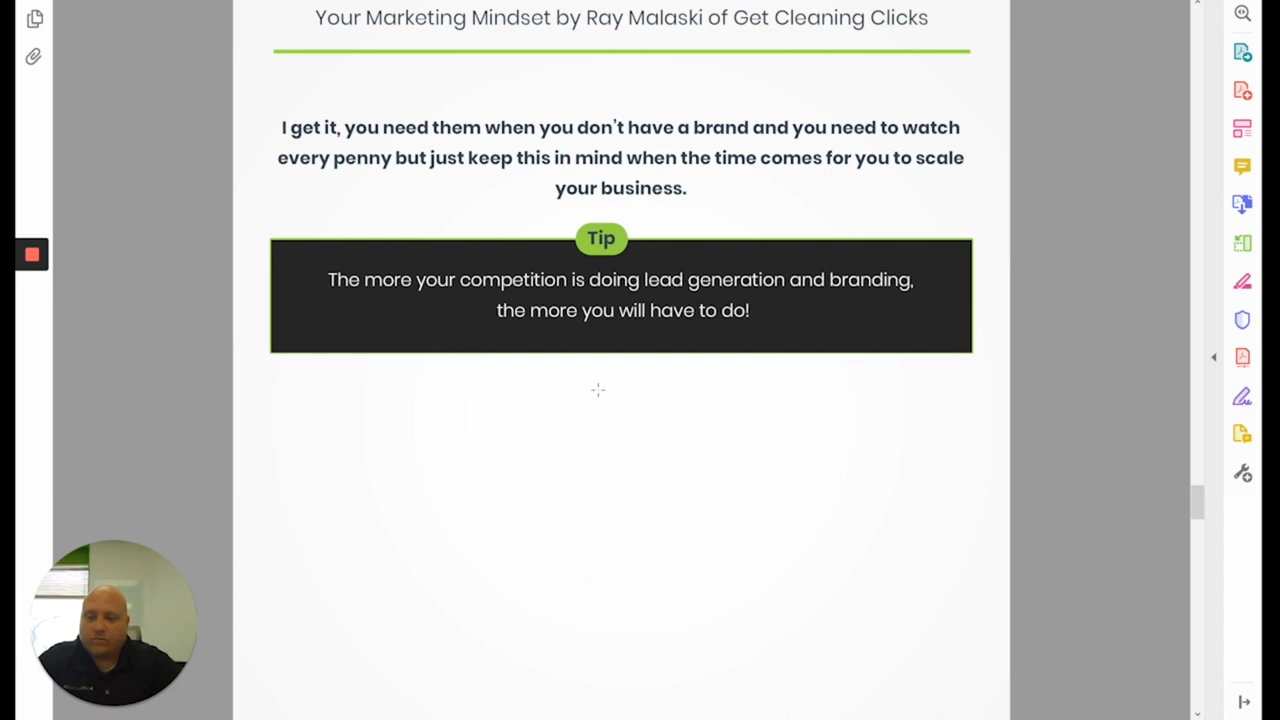 Your Marketing Mindset by Ray Malaski of Get Cleaning Clicks
I get it, you need them when you don't have a brand and you need to watch
every penny but just keep this in mind when the time comes for you to scale
your business.
Tip
The more your competition is doing lead generation and branding,
the more you will have to do!